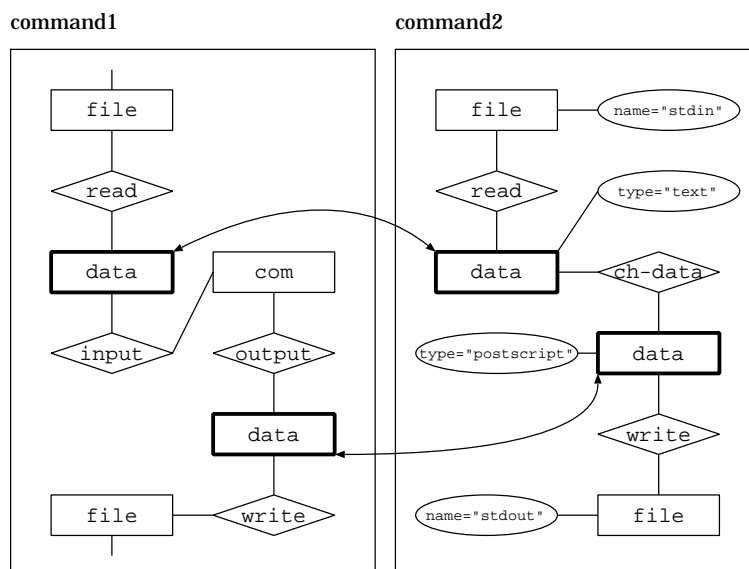 command1
command2
file
read
data
input
com
output
data
write
file
file
name="stdin"
read
type="text"
data
ch-data
type="postscript"
data
write
name="stdout"
file